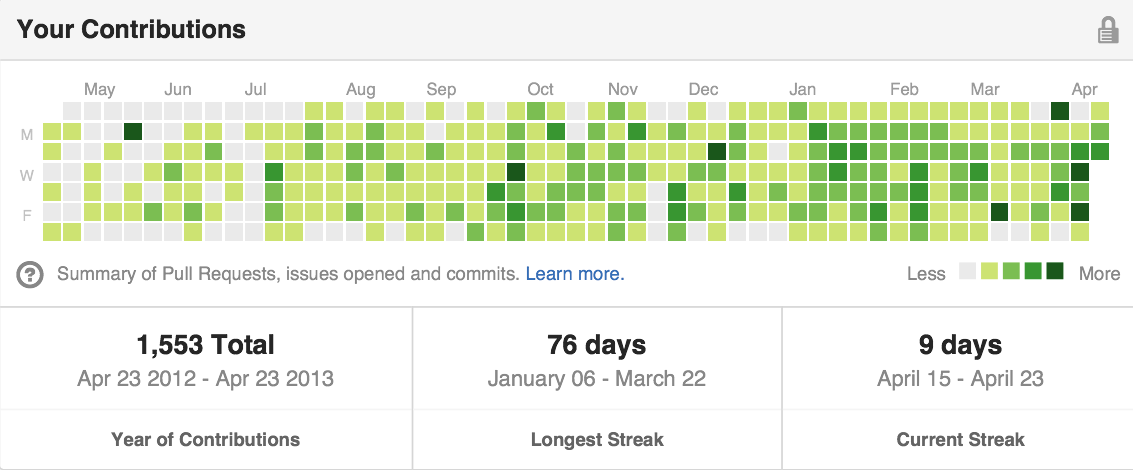 Your Contributions
May Jun Jul Aug Sep Oct Nov Dec Jan Feb Mar Apr
M
W
F
? Summary of Pull Requests, issues opened and commits. Learn more. Less More
1,553 Total 76 days 9 days
Apr 23 2012 - Apr 23 2013 January 06 - March 22 April 15 - April 23
Year of Contributions Longest Streak Current Streak